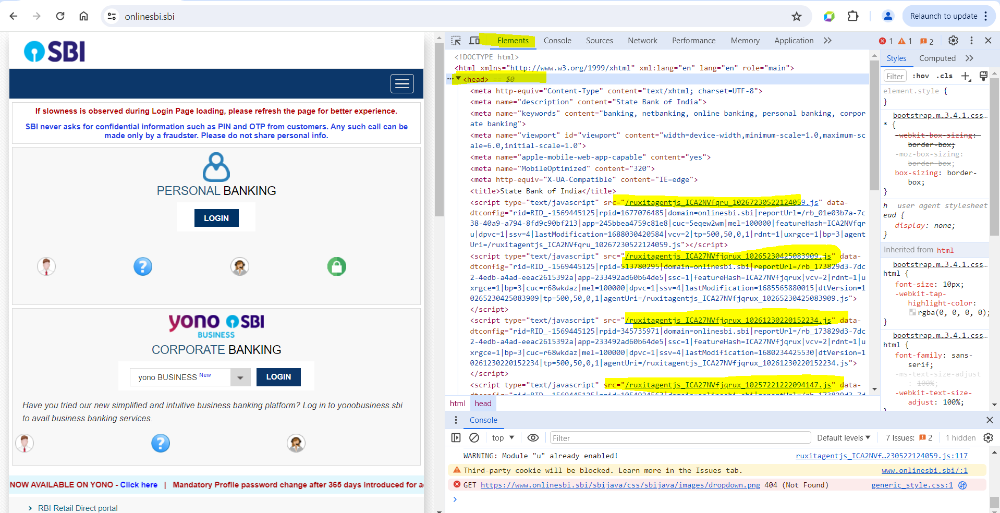 onlinesbi.sbi
Relaunch to update
SBI
If slowness is observed during Login Page loading, please refresh the page for better experience.
SBI never asks for confidential information such as PIN and OTP from customers. Any such call can be
made only by a fraudster. Please do not share personal info.
PERSONAL BANKING
LOGIN
yono SBI
BUSINESS
CORPORATE BANKING
yono BUSINESS New
LOGIN
Have you tried our new simplified and intuitive business banking platform? Log in to yonobusiness.sbi
to avail business banking services.
NOW AVAILABLE ON YONO - Click here | Mandatory Profile password change after 365 days introduced for a
RBI Retail Direct portal
Elements Console Sources Network Performance Memory Application 1 1 2
<!DOCTYPE html>
<html xmlns="http://www.w3.org/1999/xhtml" xml:lang="en" lang="en" role="main">
<head> == $0
<meta http-equiv="Content-Type" content="text/xhtml; charset=UTF-8">
<meta name="description" content="State Bank of India">
<meta name="keywords" content="banking, netbanking, online banking, personal banking, corpor
ate banking">
<meta name="viewport" id="viewport" content="width=device-width,minimum-scale=1.0,maximum-sc
ale=6.0,initial-scale=1.0">
<meta name="apple-mobile-web-app-capable" content="yes">
<meta name="MobileOptimized" content="320">
<meta http-equiv="X-UA-Compatible" content="IE=edge">
<title>State Bank of India</title>
<script type="text/javascript" src="/ruxitagentjs_ICA2NVfqru_10267230522124059.js" data-
dtconfig="rid=RID_-1569445125|rpid=1677076485|domain=onlinesbi.sbi|reportUrl=/rb_01e03b7a-7c
38-40a9-a794-8fd9c90bf213|app=245bbea4759c81e8|cuc=5eqew2wm|mel=100000|featureHash=ICA2NVfqr
u|dpvc=1|ssv=4|lastModification=1688030420584|vcv=2|tp=500,50,0,1|rdnt=1|uxrgce=1|bp=3|agent
Uri=/ruxitagentjs_ICA2NVfqru_10267230522124059.js"></script>
<script type="text/javascript" src="/ruxitagentjs_ICA27NVfjqrux_10265230425083909.js" data-
dtconfig="rid=RID_-1569445125|rpid=513780295|domain=onlinesbi.sbi|reportUrl=/rb_173829d3-7dc
2-4edb-a4ad-eeac2615392a|app=233492ad60b64de5|ssc=1|featureHash=ICA27NVfjqrux|vcv=2|rdnt=1|u
xrgce=1|bp=3|cuc=r68wkdaz|mel=100000|dpvc=1|ssv=4|lastModification=1685565880015|dtVersion=1
0265230425083909|tp=500,50,0,1|agentUri=/ruxitagentjs_ICA27NVfjqrux_10265230425083909.js">
</script>
<script type="text/javascript" src="/ruxitagentjs_ICA27NVfjqrux_10261230220152234.js" data-
dtconfig="rid=RID_-1569445125|rpid=345735971|domain=onlinesbi.sbi|reportUrl=/rb_173829d3-7dc
2-4edb-a4ad-eeac2615392a|app=233492ad60b64de5|ssc=1|featureHash=ICA27NVfjqrux|vcv=2|rdnt=1|u
xrgce=1|bp=3|cuc=r68wkdaz|mel=100000|dpvc=1|ssv=4|lastModification=1680234425530|dtVersion=1
0261230220152234|tp=500,50,0,1|agentUri=/ruxitagentjs_ICA27NVfjqrux_10261230220152234.js">
</script>
<script type="text/javascript" src="/ruxitagentjs_ICA27NVfjqrux_10257221222094147.js" data-
html head
Styles Computed
Filter :hov .cls
element.style {
}
bootstrap.m…3.4.1.css…
* {
-webkit-box-sizing:
border-box;
-moz-box-sizing:
border-box;
box-sizing: border-
box;
}
h user agent stylesheet
ead {
display: none;
}
Inherited from html
bootstrap.m…3.4.1.css…
html {
font-size: 10px;
-webkit-tap-
highlight-color:
rgba(0, 0, 0, 0);
}
bootstrap.m…3.4.1.css…
html {
font-family: sans-
serif;
-ms-text-size-adjust
: 100%;
-webkit-text-size-
adjust: 100%;
Console
top Filter Default levels 7 Issues: 2 1 hidden
WARNING: Module "u" already enabled! ruxitagentjs_ICA2NVf…230522124059.js:117
Third-party cookie will be blocked. Learn more in the Issues tab. www.onlinesbi.sbi/:1
GET https://www.onlinesbi.sbi/sbijava/css/sbijava/images/dropdown.png 404 (Not Found) generic_style.css:1